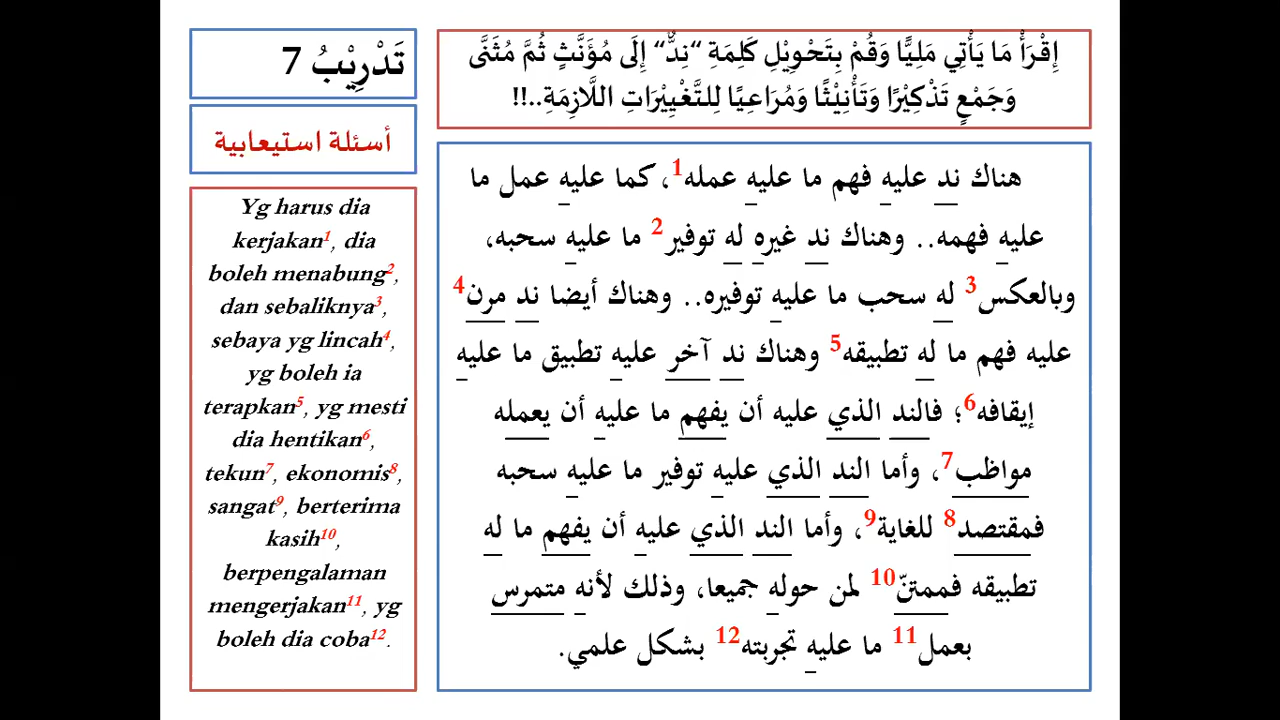 إِقْرَأْ مَا يَأْتِي مَلِيًّا وَقُمْ بِتَحْوِيْلِ كَلِمَةِ “نِدٌّ“ إِلَى مُؤَنَّثٍ ثُمَّ مُثَنَّى
وَجَمْعٍ تَذْكِيْرًا وَتَأْنِيْثًا وَمُرَاعِيًا لِلتَّغْيِيْرَاتِ اللَّازِمَةِ..!!
تَدْرِيْبُ 7
أسئلة استيعابية
هناك ند عليه فهم ما عليه عمله1، كما عليه عمل ما
عليه فهمه.. وهناك ند غيره له توفير2 ما عليه سحبه،
وبالعكس3 له سحب ما عليه توفيره.. وهناك أيضا ند مرن4
عليه فهم ما له تطبيقه5 وهناك ند آخر عليه تطبيق ما عليه
إيقافه6؛ فالند الذي عليه أن يفهم ما عليه أن يعمله
مواظب7، وأما الند الذي عليه توفير ما عليه سحبه
فمقتصد8 للغاية9، وأما الند الذي عليه أن يفهم ما له
تطبيقه فممتنّ10 لمن حوله جميعا، وذلك لأنه متمرس
بعمل11 ما عليه تجربته12 بشكل علمي.
Yg harus dia
kerjakan1, dia
boleh menabung2,
dan sebaliknya3,
sebaya yg lincah4,
yg boleh ia
terapkan5, yg mesti
dia hentikan6,
tekun7, ekonomis8,
sangat9, berterima
kasih10,
berpengalaman
mengerjakan11, yg
boleh dia coba12.